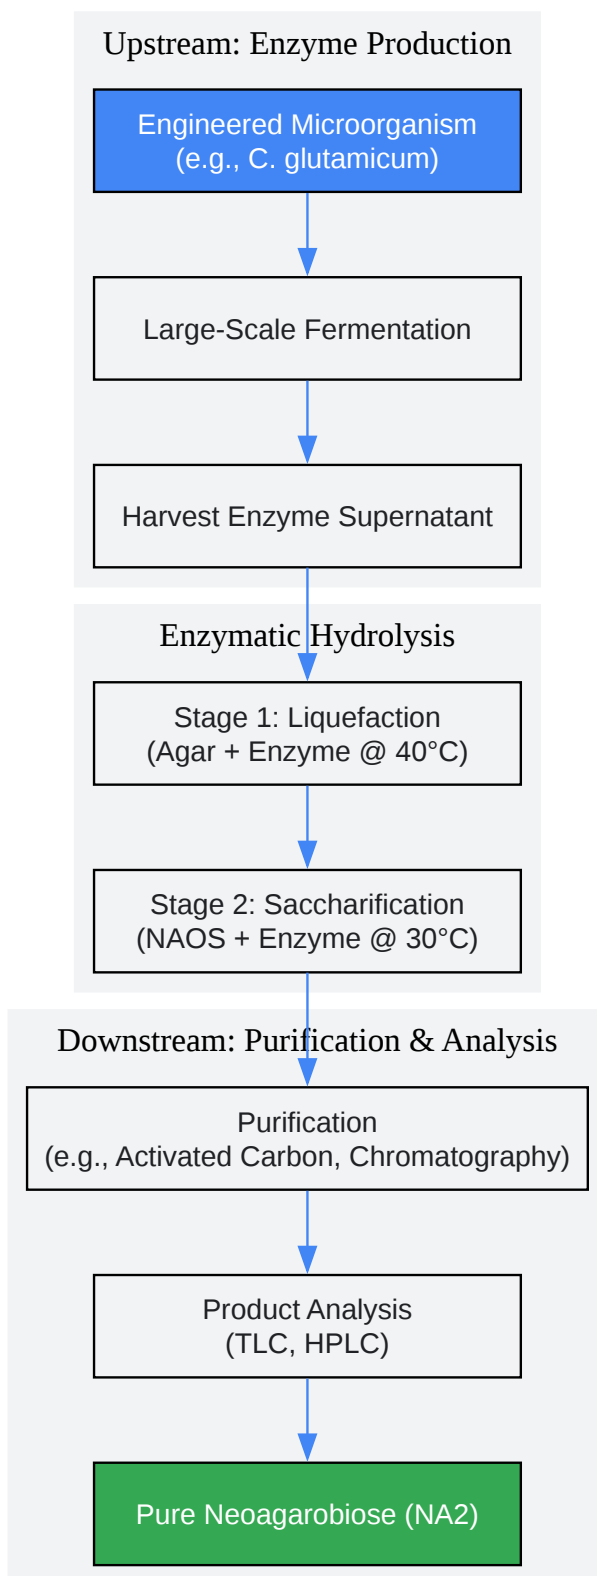 Upstream: Enzyme Production
Engineered Microorganism
(e.g., C. glutamicum)
Large-Scale Fermentation
Harvest Enzyme Supernatant
Enzymatic Hydrolysis
Stage 1: Liquefaction
(Agar + Enzyme @ 40°C)
Stage 2: Saccharification
(NAOS + Enzyme @ 30°C)
Downstream: Purification & Analysis
Purification
(e.g., Activated Carbon, Chromatography)
Product Analysis
(TLC, HPLC)
Pure Neoagarobiose (NA2)